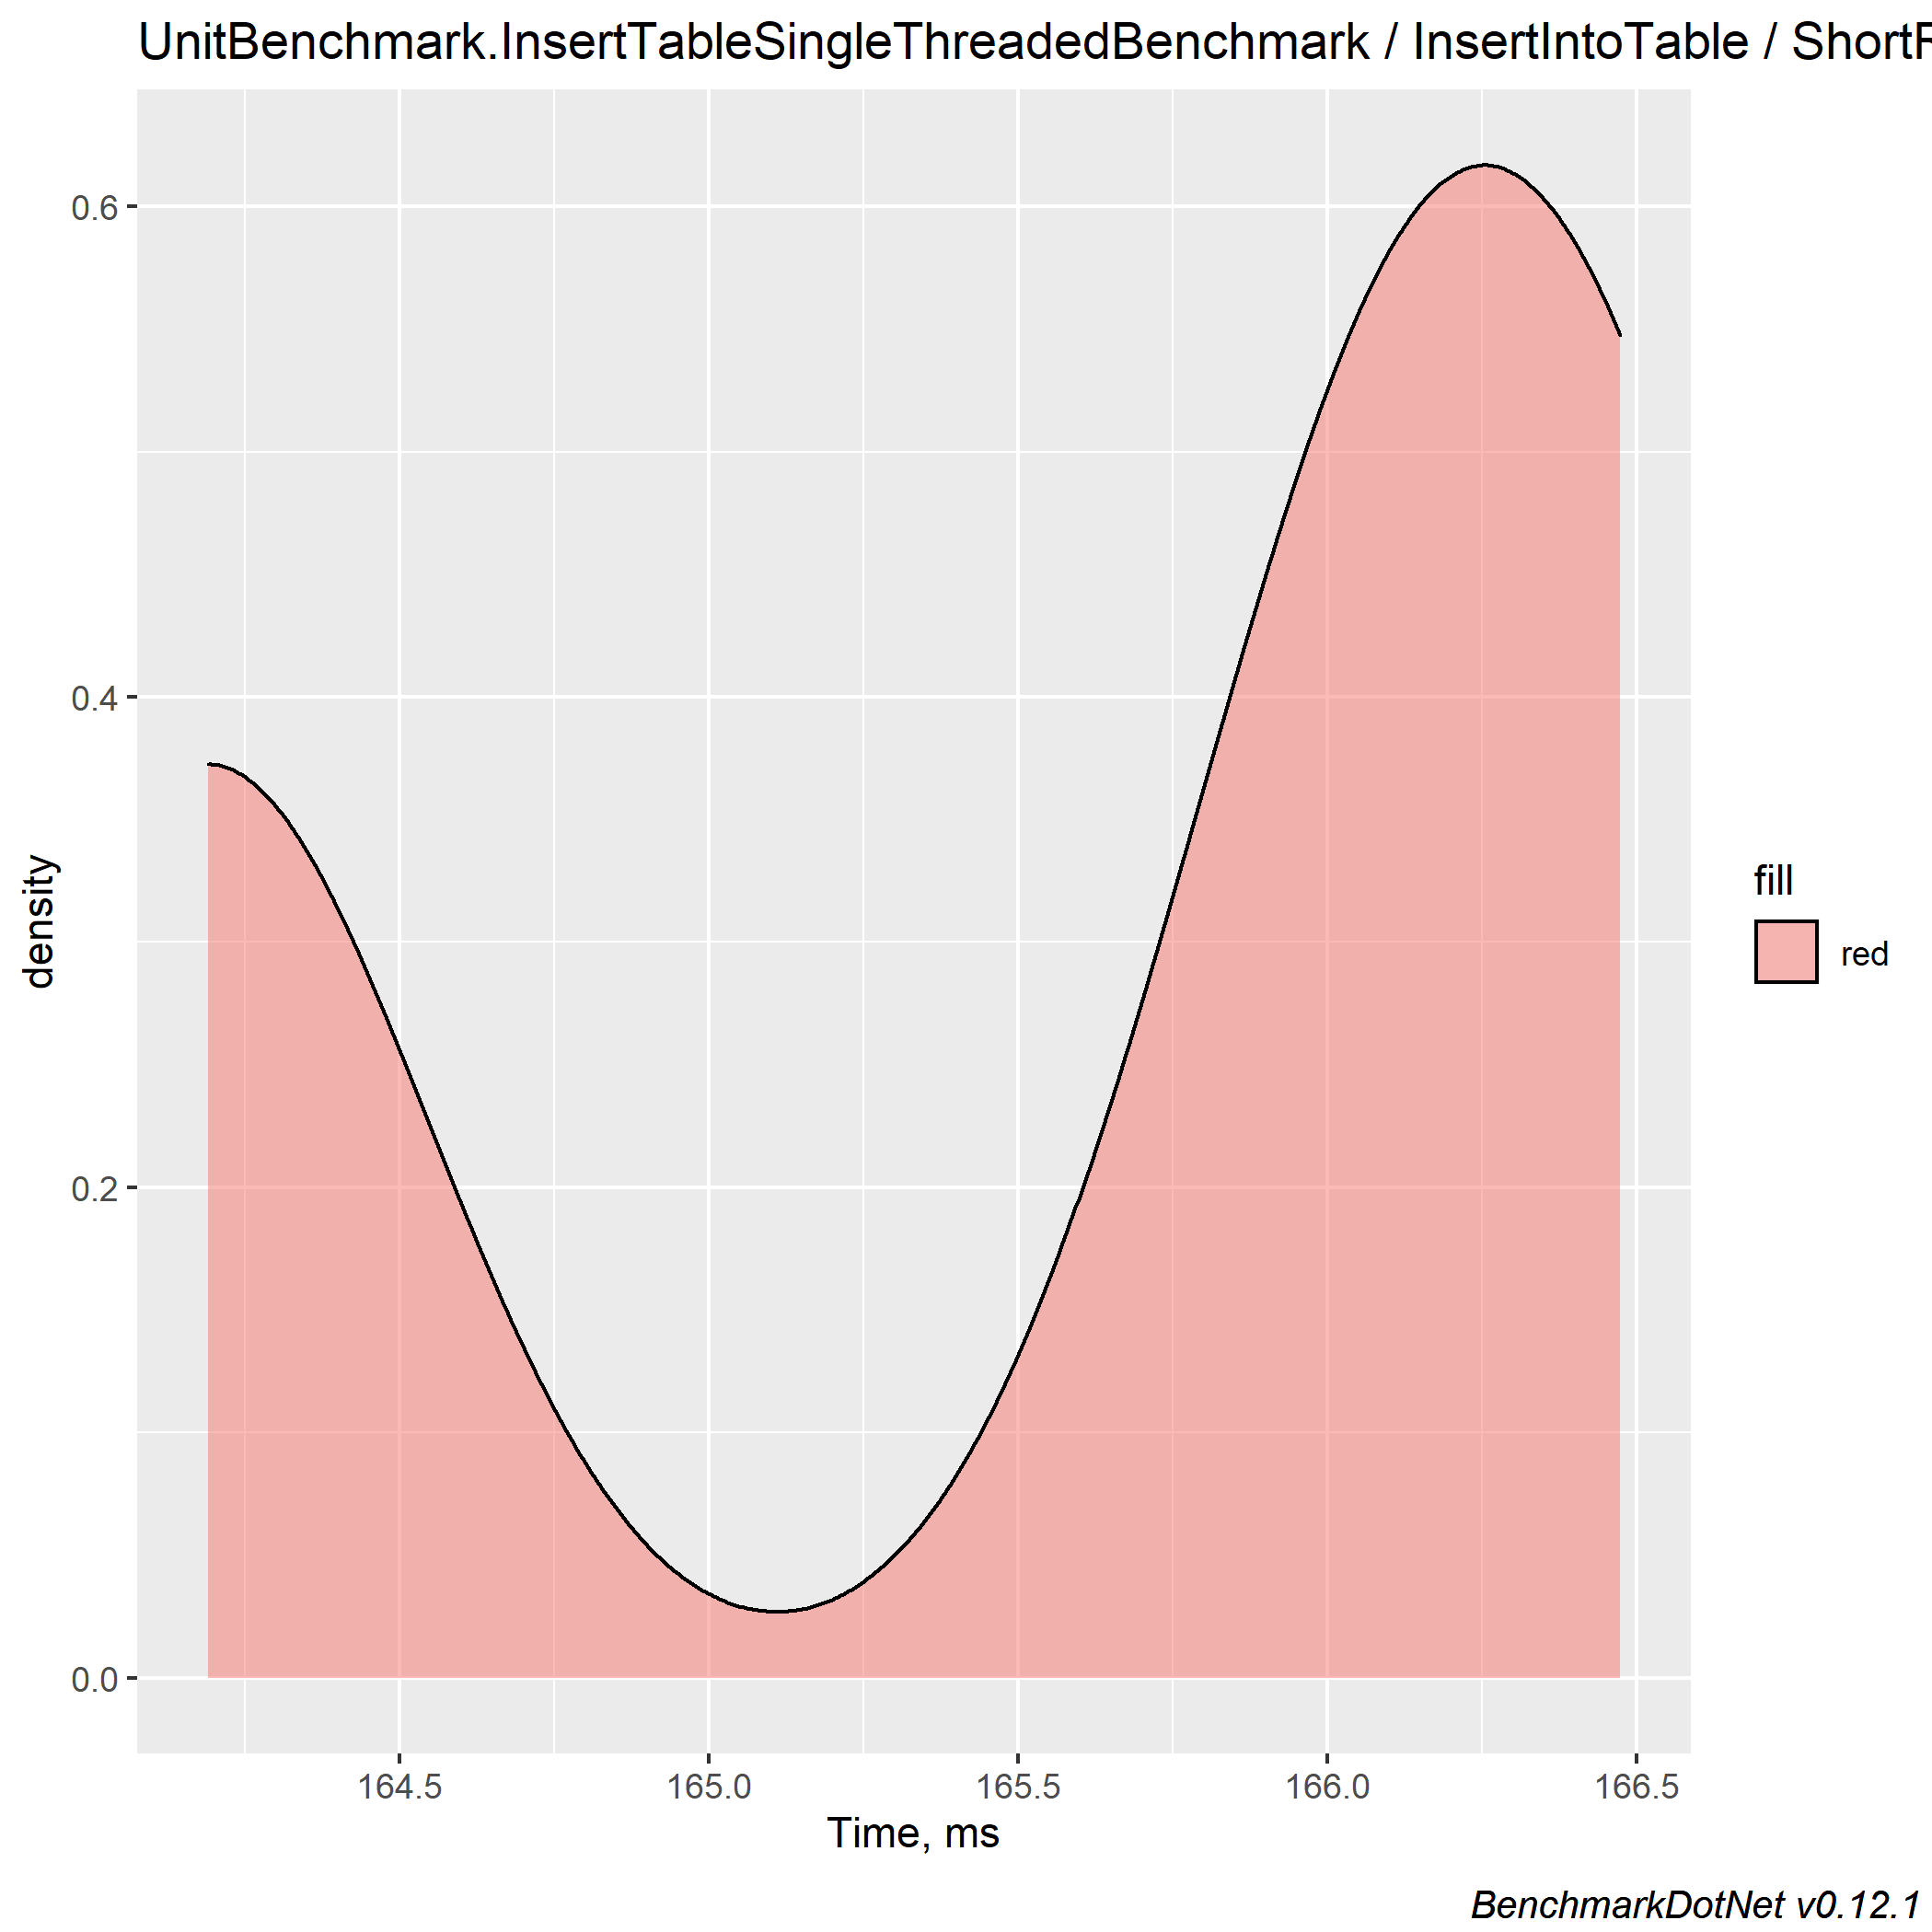 UnitBenchmark.InsertTableSingleThreadedBenchmark / InsertIntoTable /
0.6
0.4
0.2
0.0
density
164.5 165.0 165.5 166.0 166.5
Time, ms
fill
red
BenchmarkDotNet v0.12.1